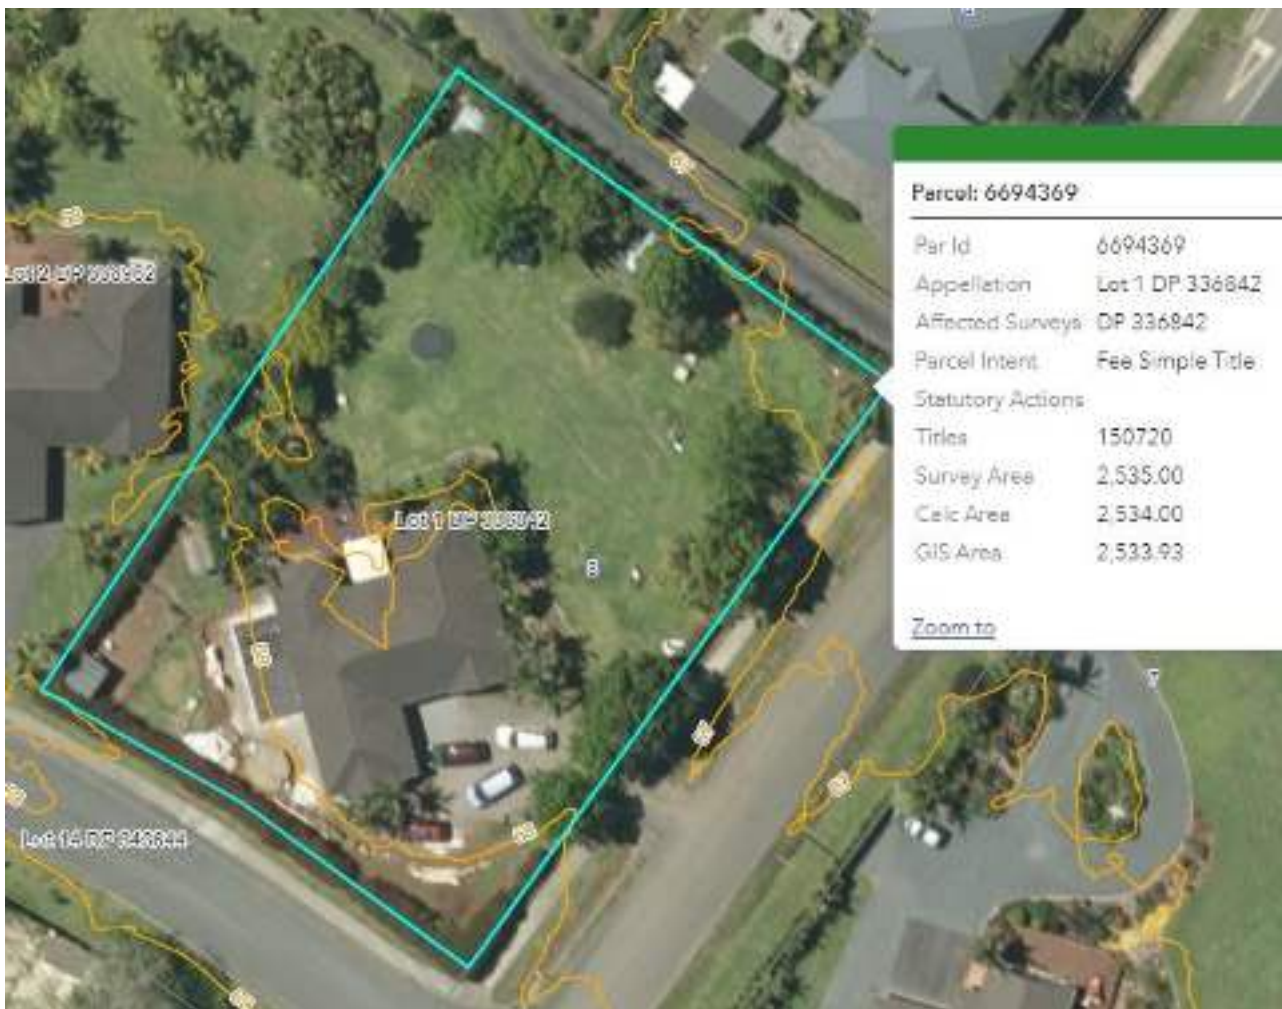 Parcel: 6694369
Par Id 6694369
Appellation Lot 1 DP 336842
Affected Surveys DP 336842
Parcel Intent Fee Simple Title
Statutory Actions
Titles 150720
Survey Area 2,535.00
Calc Area 2,534.00
GIS Area 2,533.93
Lot 1 DP 336842
8
Zoom to
7